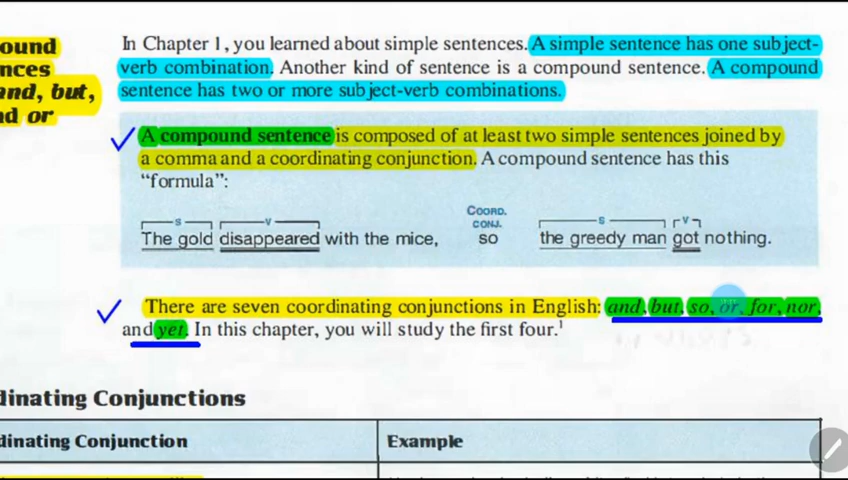 ound
nces
and, but,
nd or
In Chapter 1, you learned about simple sentences. A simple sentence has one subject-
verb combination. Another kind of sentence is a compound sentence. A compound
sentence has two or more subject-verb combinations.
A compound sentence is composed of at least two simple sentences joined by
a comma and a coordinating conjunction. A compound sentence has this
“formula”:
S V COORD. CONJ. S V
The gold disappeared with the mice, so the greedy man got nothing.
There are seven coordinating conjunctions in English: and, but, so, or, for, nor,
and yet. In this chapter, you will study the first four.¹
dinating Conjunctions
dinating Conjunction Example